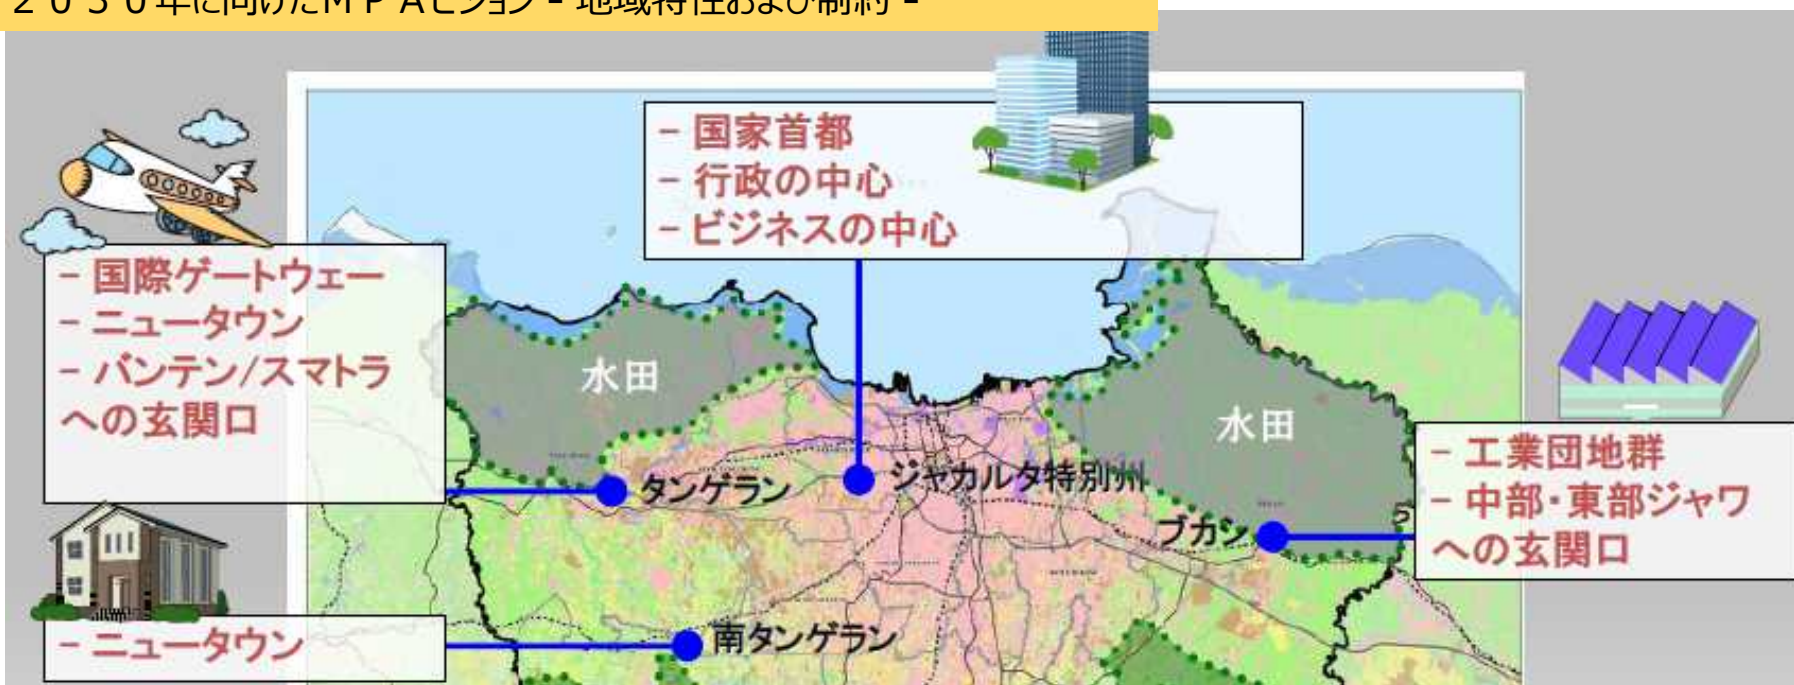 ２０３０年に向けたＭＰＡビジョン - 地域特性および制約 -
- 国家首都
- 行政の中心
- ビジネスの中心
- 国際ゲートウェー
- ニュータウン
- バンテン/スマトラ
への玄関口
水田
水田
タンゲラン
ジャカルタ特別州
ブカシ
- 工業団地群
- 中部・東部ジャワ
への玄関口
- ニュータウン
南タンゲラン